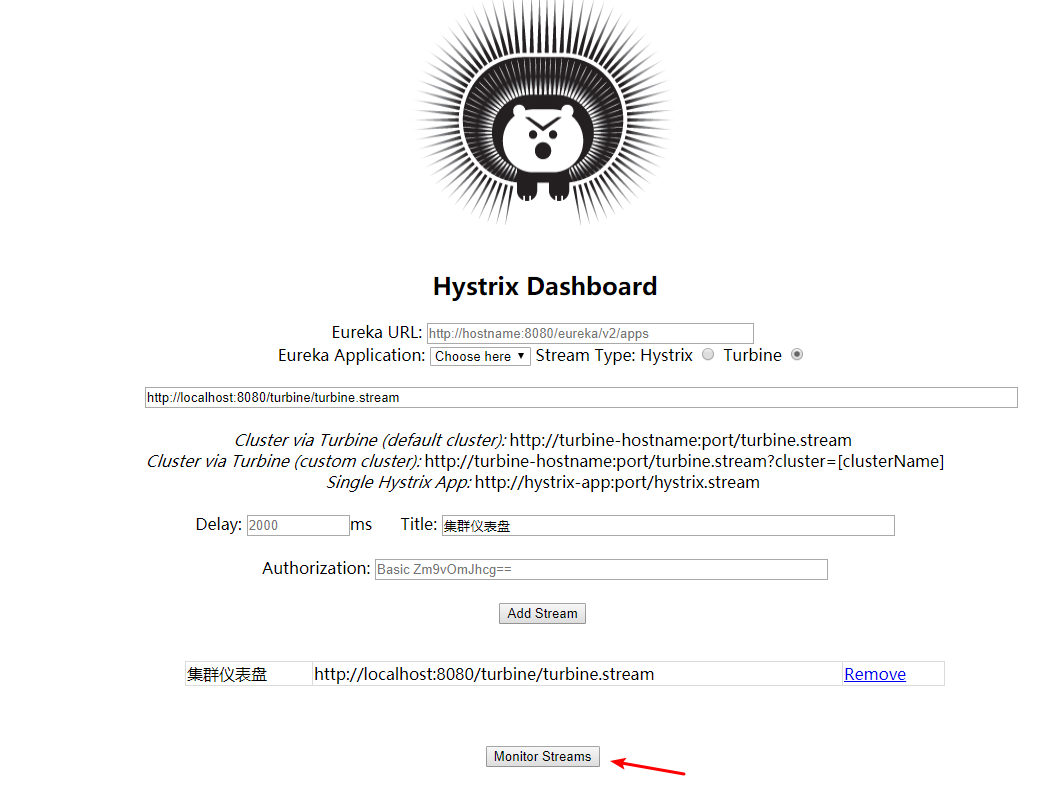 Hystrix Dashboard
Eureka URL: http://hostname:8080/eureka/v2/apps
Eureka Application: Choose here Stream Type: Hystrix Turbine
http://localhost:8080/turbine/turbine.stream
Cluster via Turbine (default cluster): http://turbine-hostname:port/turbine.stream
Cluster via Turbine (custom cluster): http://turbine-hostname:port/turbine.stream?cluster=[clusterName]
Single Hystrix App: http://hystrix-app:port/hystrix.stream
Delay: 2000 ms Title: 集群仪表盘
Authorization: Basic Zm9vOmJhcg==
Add Stream
集群仪表盘 http://localhost:8080/turbine/turbine.stream Remove
Monitor Streams